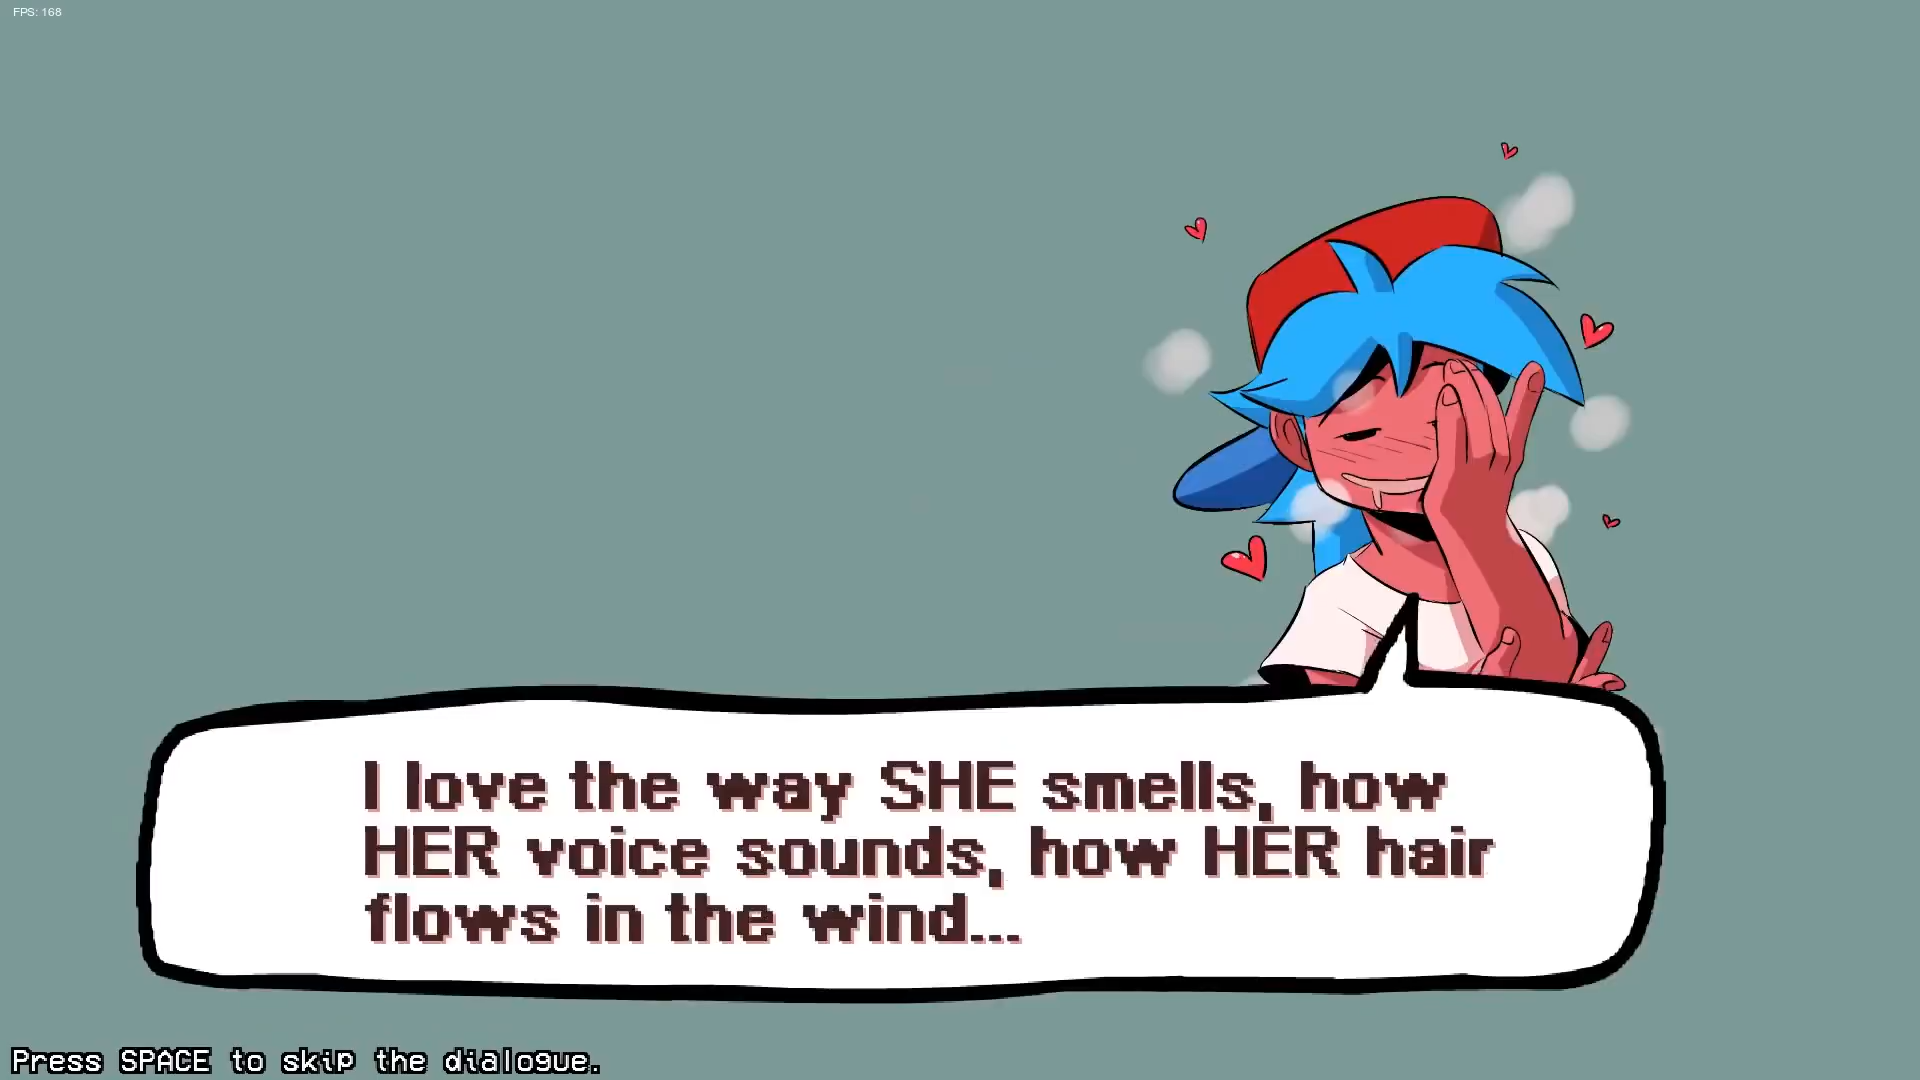 FPS: 168
I love the way SHE smells, how
HER voice sounds, how HER hair
flows in the wind...
Press SPACE to skip the dialogue.